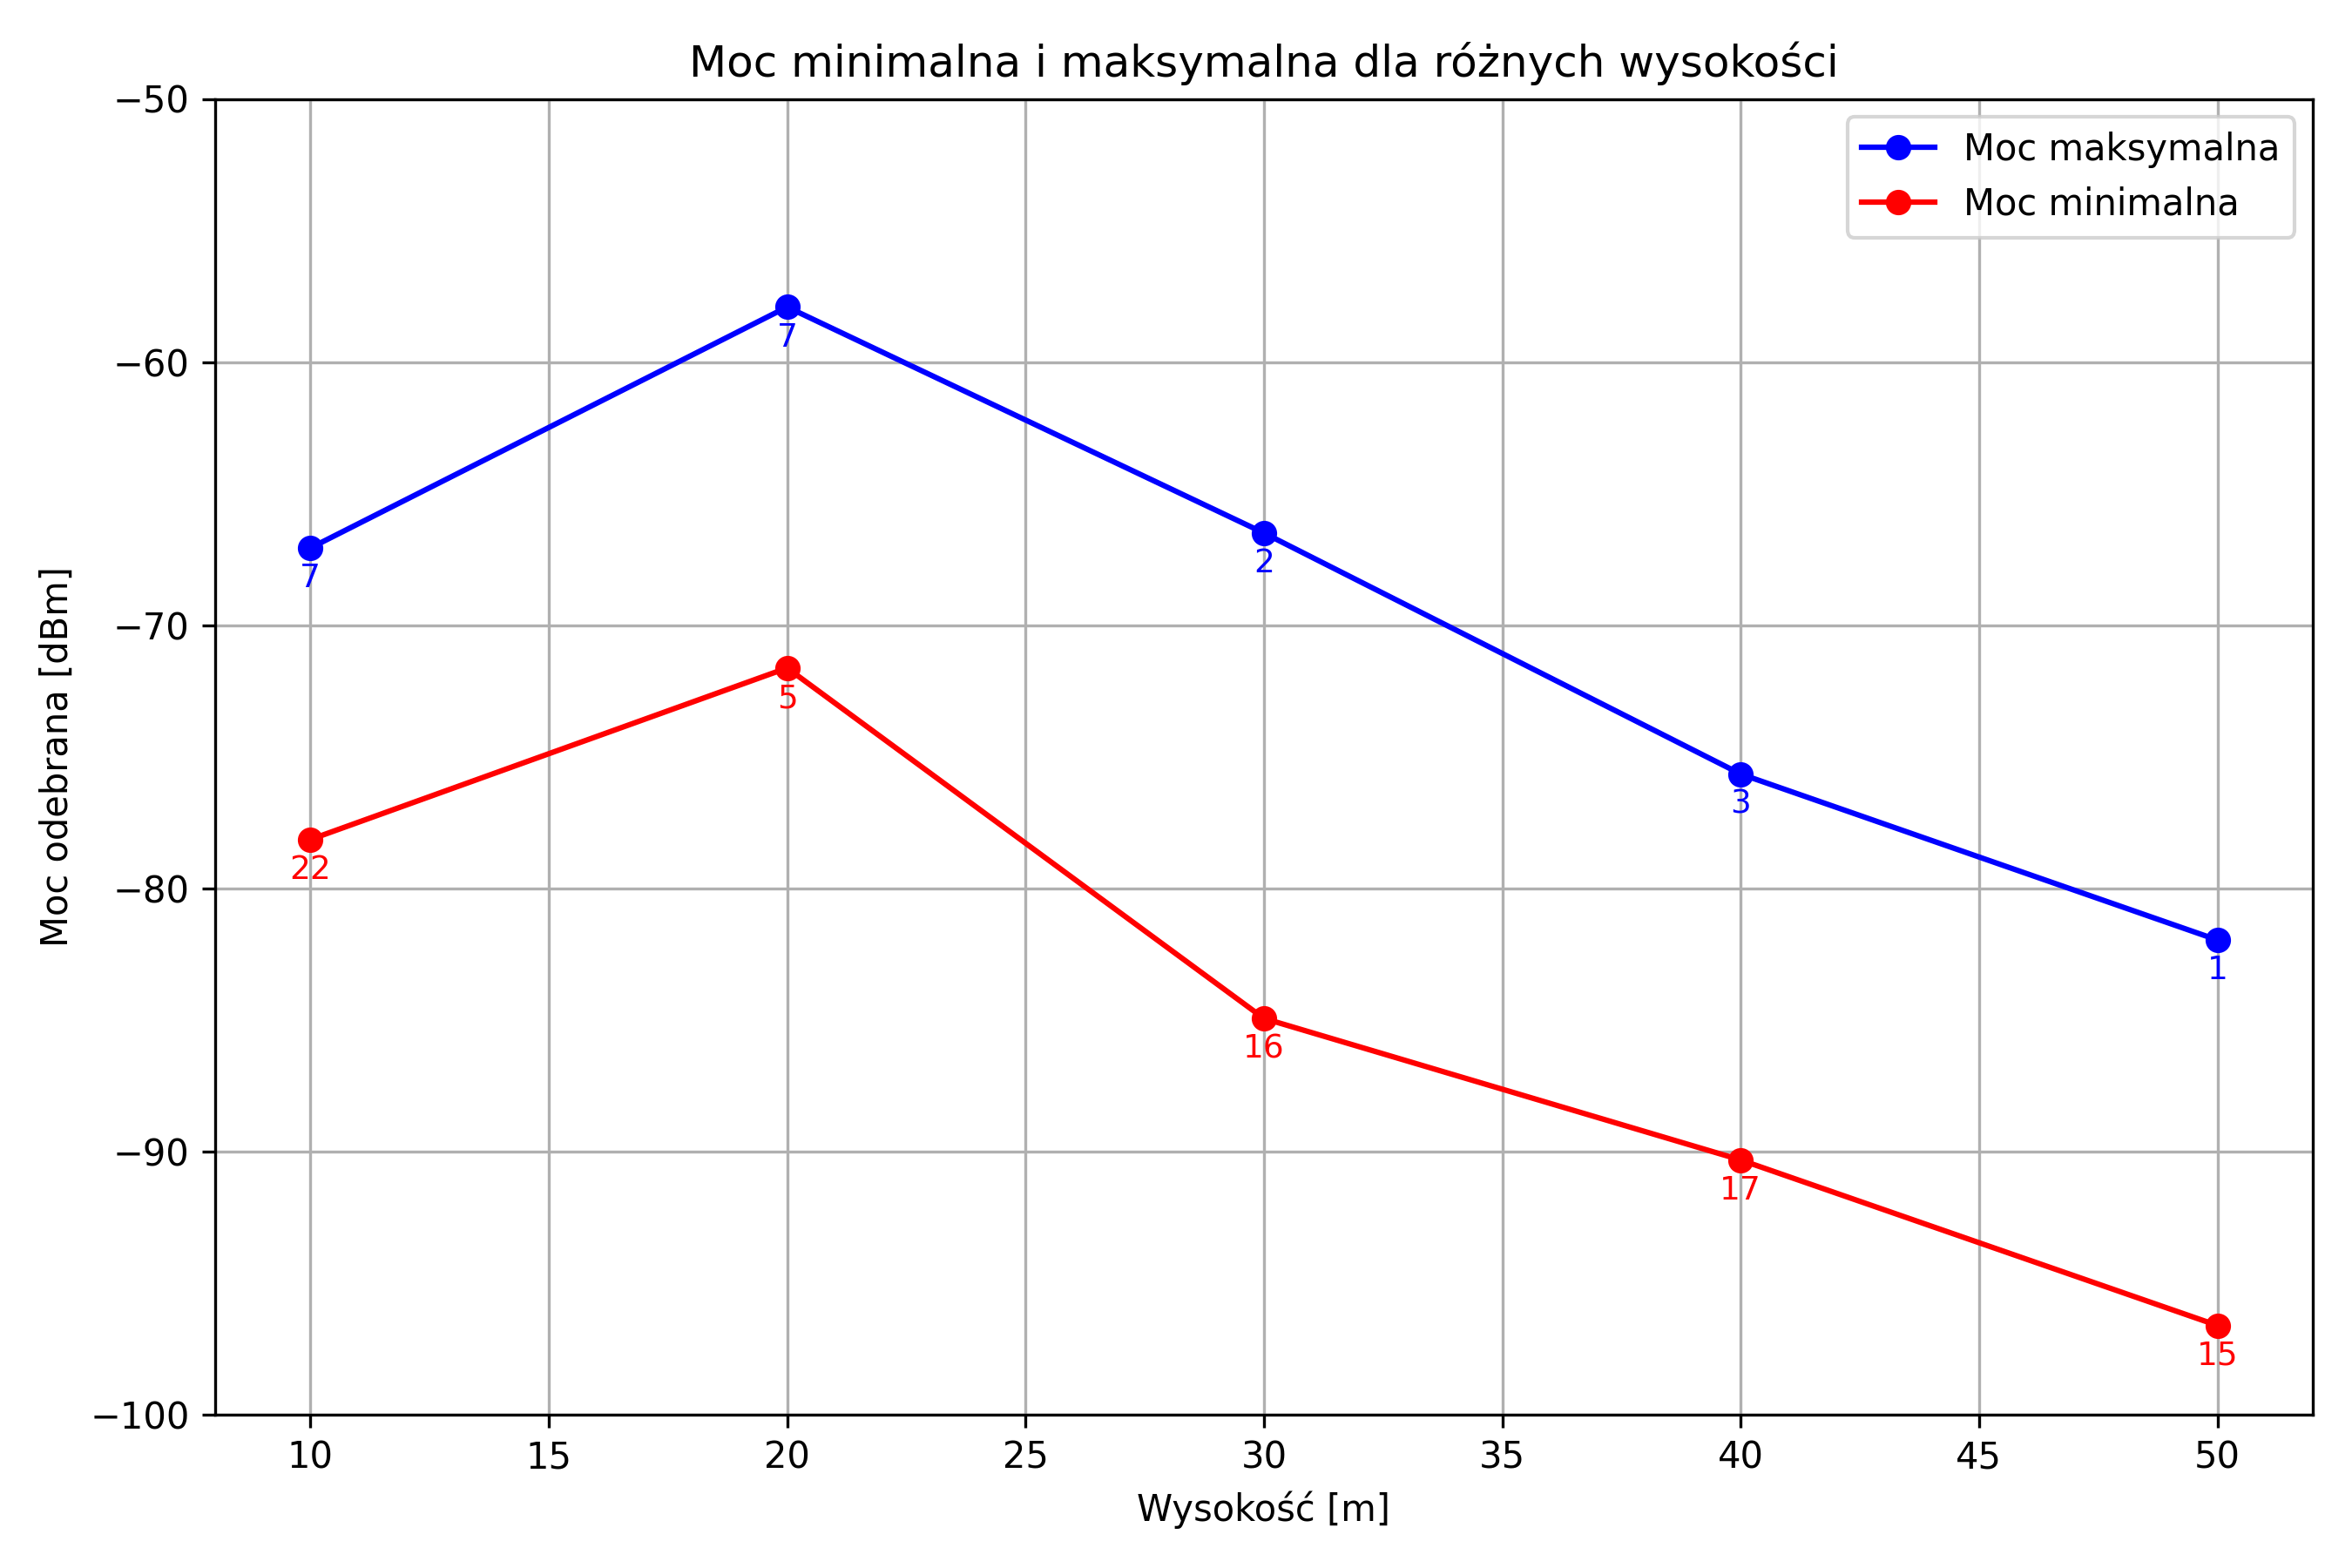 Moc minimalna i maksymalna dla różnych wysokości
−50
Moc maksymalna
Moc minimalna
7
−60
7
2
−70
5
3
22
−80
1
16
−90
17
15
−100
10 15 20 25 30 35 40 45 50
Wysokość [m]
Moc odebrana [dBm]